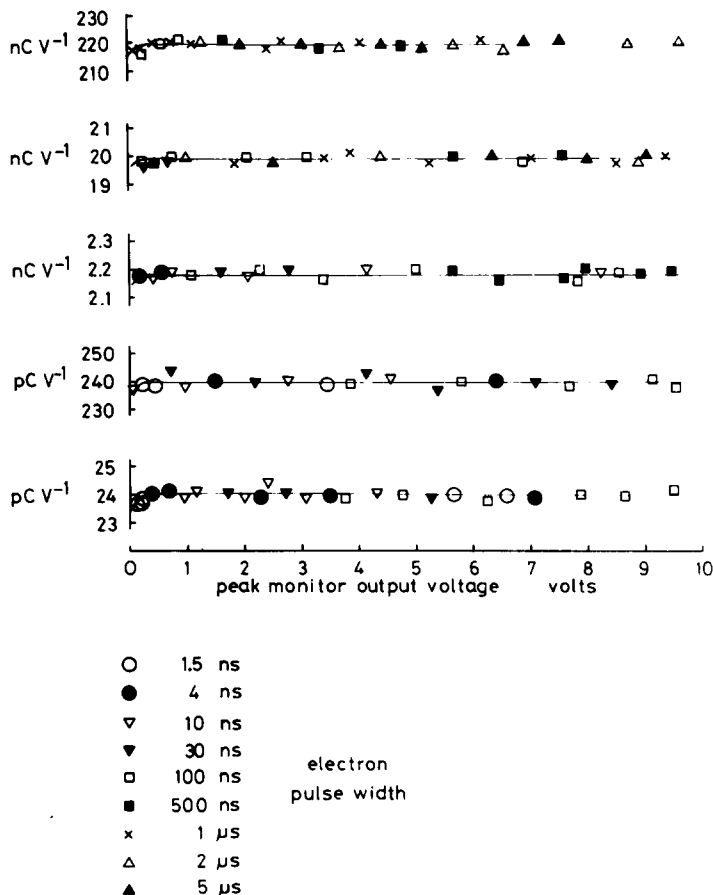 230
nC V⁻¹ 220
210
21
nC V⁻¹ 20
19
2.3
nC V⁻¹ 2.2
2.1
250
pC V⁻¹ 240
230
25
pC V⁻¹ 24
23
0 1 2 3 4 5 6 7 8 9 10
peak monitor output voltage volts
1.5 ns
4 ns
10 ns
30 ns
100 ns
500 ns
1 µs
2 µs
5 µs
electron
pulse width